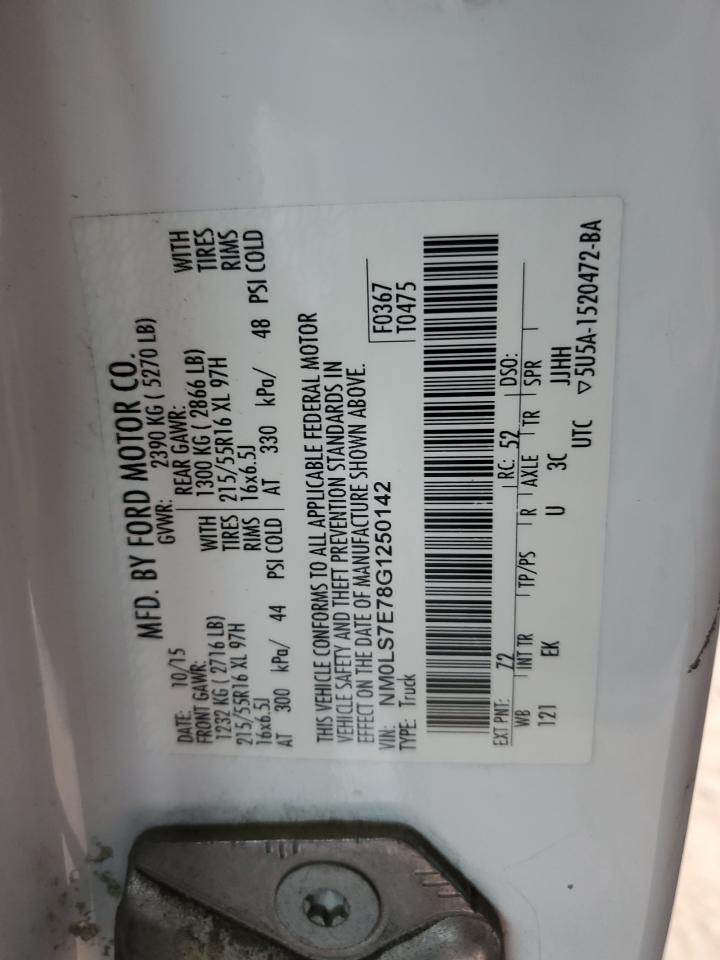 MFD. BY FORD MOTOR CO.
DATE: 10/15 GVWR: 2390 KG ( 5270 LB)
FRONT GAWR: REAR GAWR:
1232 KG ( 2716 LB) WITH 1300 KG ( 2866 LB) WITH
215/55R16 XL 97H TIRES 215/55R16 XL 97H TIRES
16x6.5J RIMS 16x6.5J RIMS
AT 300 kPa/ 44 PSI COLD AT 330 kPa/ 48 PSI COLD
THIS VEHICLE CONFORMS TO ALL APPLICABLE FEDERAL MOTOR
VEHICLE SAFETY AND THEFT PREVENTION STANDARDS IN
EFFECT ON THE DATE OF MANUFACTURE SHOWN ABOVE.
VIN: NM0LS7E78G1250142 F0367
TYPE: Truck T0475
EXT PNT: 7Z RC: 52 DSO:
WB INT TR TP/PS R AXLE TR SPR
121 EK U 3C JJHH
UTC ▽5U5A-1520472-BA